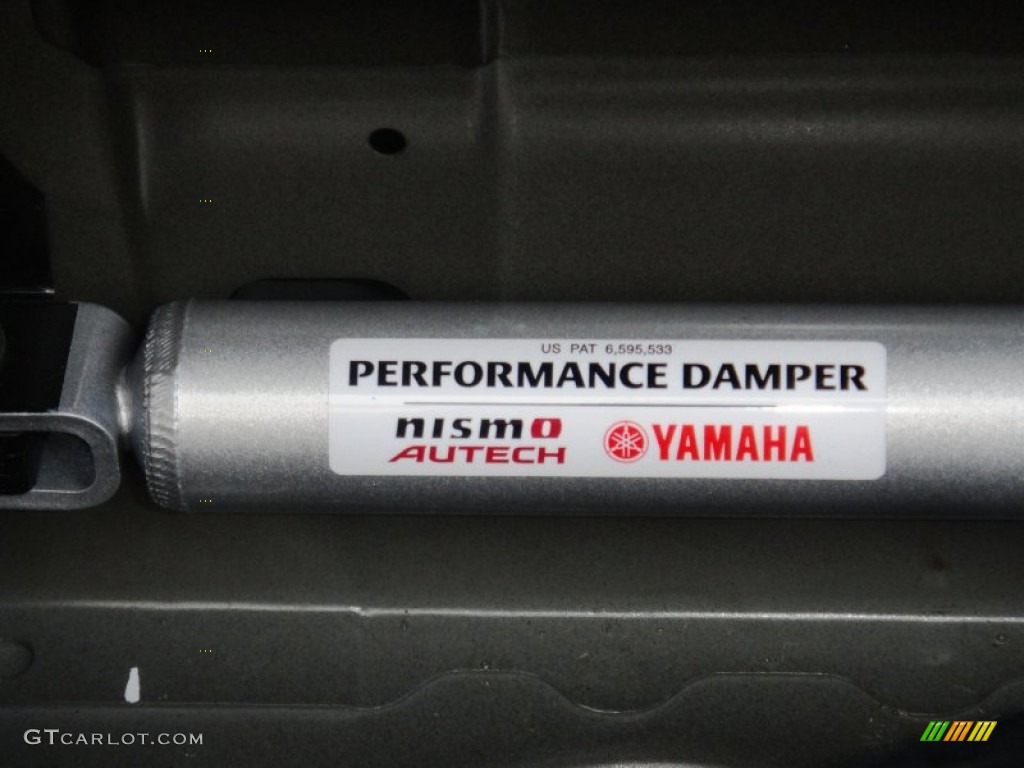 US PAT 6,595,533
PERFORMANCE DAMPER
nismo
AUTECH
YAMAHA
GTCARLOT.COM